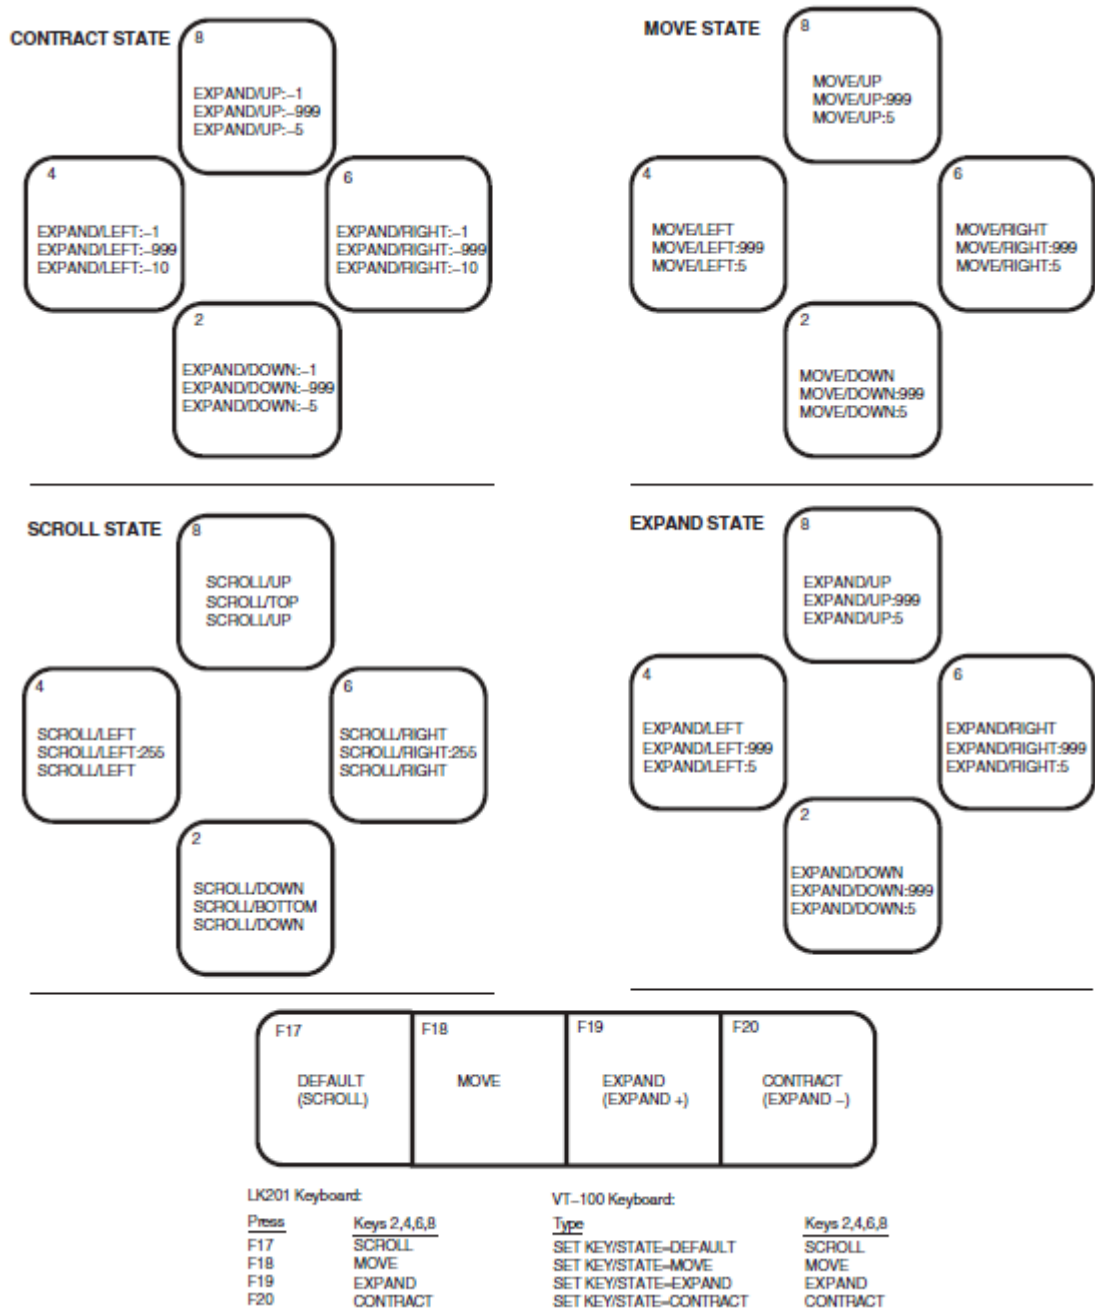 CONTRACT STATE
8
EXPAND/UP:–1
EXPAND/UP:–999
EXPAND/UP:–5
4
EXPAND/LEFT:–1
EXPAND/LEFT:–999
EXPAND/LEFT:–10
6
EXPAND/RIGHT:–1
EXPAND/RIGHT:–999
EXPAND/RIGHT:–10
2
EXPAND/DOWN:–1
EXPAND/DOWN:–999
EXPAND/DOWN:–5
MOVE STATE
8
MOVE/UP
MOVE/UP:999
MOVE/UP:5
4
MOVE/LEFT
MOVE/LEFT:999
MOVE/LEFT:5
6
MOVE/RIGHT
MOVE/RIGHT:999
MOVE/RIGHT:5
2
MOVE/DOWN
MOVE/DOWN:999
MOVE/DOWN:5
SCROLL STATE
8
SCROLL/UP
SCROLL/TOP
SCROLL/UP
4
SCROLL/LEFT
SCROLL/LEFT:255
SCROLL/LEFT
6
SCROLL/RIGHT
SCROLL/RIGHT:255
SCROLL/RIGHT
2
SCROLL/DOWN
SCROLL/BOTTOM
SCROLL/DOWN
EXPAND STATE
8
EXPAND/UP
EXPAND/UP:999
EXPAND/UP:5
4
EXPAND/LEFT
EXPAND/LEFT:999
EXPAND/LEFT:5
6
EXPAND/RIGHT
EXPAND/RIGHT:999
EXPAND/RIGHT:5
2
EXPAND/DOWN
EXPAND/DOWN:999
EXPAND/DOWN:5
F17
DEFAULT
(SCROLL)
F18
MOVE
F19
EXPAND
(EXPAND +)
F20
CONTRACT
(EXPAND –)
LK201 Keyboard:
Press Keys 2,4,6,8
F17 SCROLL
F18 MOVE
F19 EXPAND
F20 CONTRACT
VT–100 Keyboard:
Type Keys 2,4,6,8
SET KEY/STATE=DEFAULT SCROLL
SET KEY/STATE=MOVE MOVE
SET KEY/STATE=EXPAND EXPAND
SET KEY/STATE=CONTRACT CONTRACT